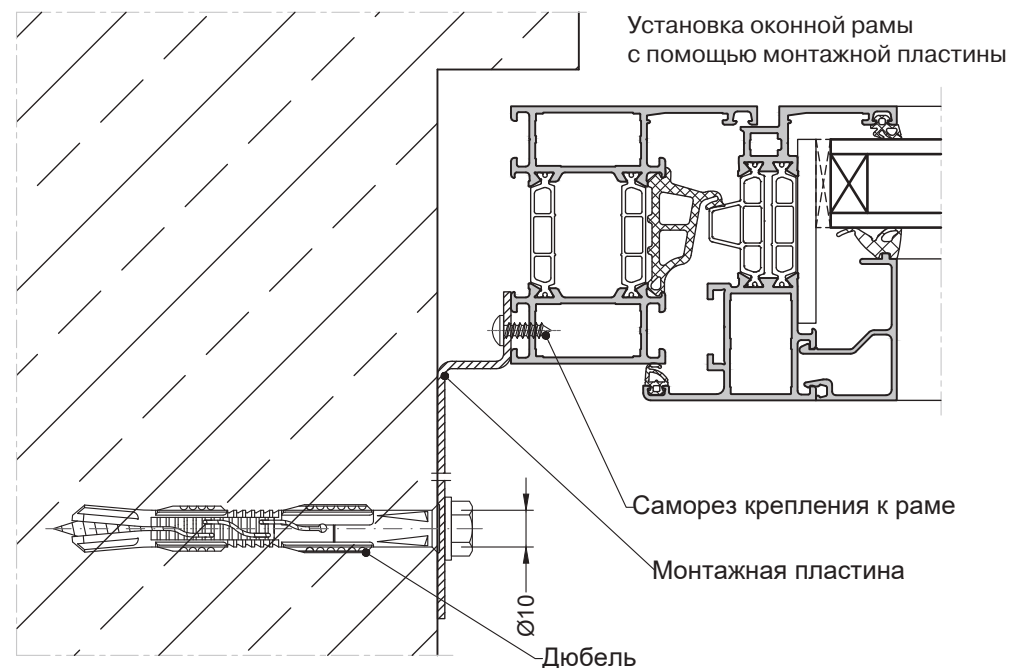 Установка оконной рамы
с помощью монтажной пластины
Саморез крепления к раме
Монтажная пластина
Ø10
Дюбель